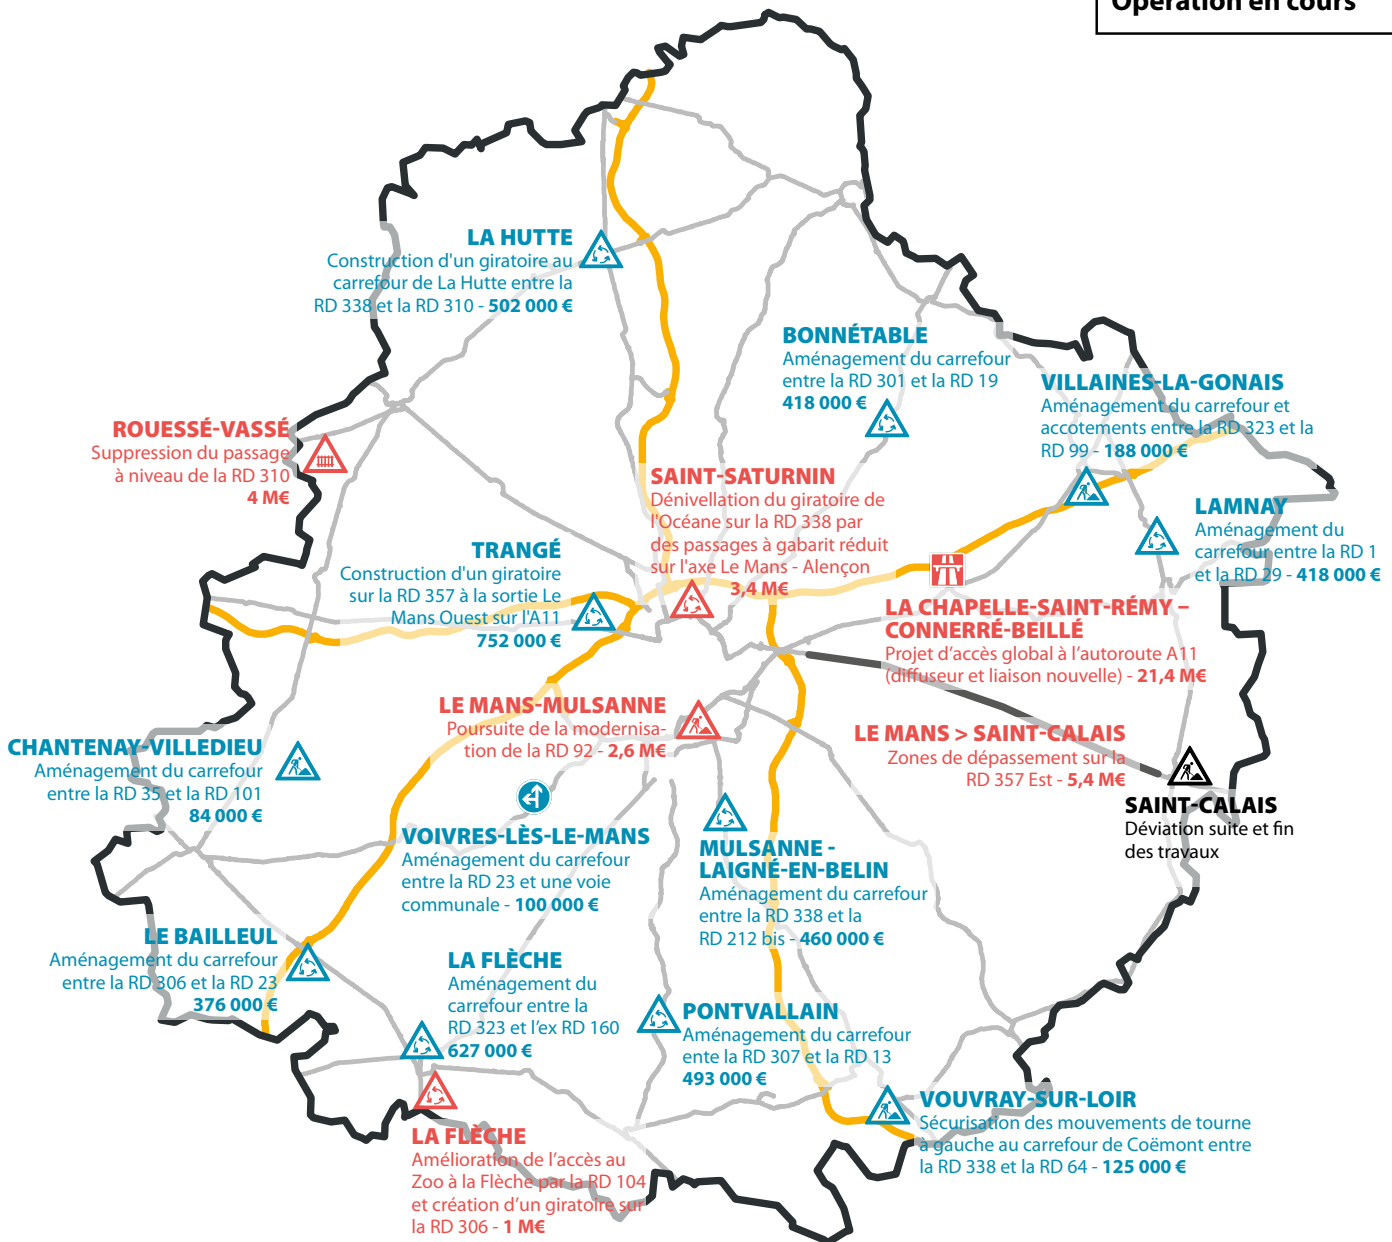 Opération en cours
LA HUTTE
Construction d'un giratoire au
carrefour de La Hutte entre la
RD 338 et la RD 310 - 502 000 €
BONNÉTABLE
Aménagement du carrefour
entre la RD 301 et la RD 19
418 000 €
VILLAINES-LA-GONAIS
Aménagement du carrefour et
accotements entre la RD 323 et la
RD 99 - 188 000 €
ROUESSÉ-VASSÉ
Suppression du passage
à niveau de la RD 310
4 M€
SAINT-SATURNIN
Dénivellation du giratoire de
l'Océane sur la RD 338 par
des passages à gabarit réduit
sur l'axe Le Mans - Alençon
3,4 M€
LAMNAY
Aménagement du
carrefour entre la RD 1
et la RD 29 - 418 000 €
TRANGÉ
Construction d'un giratoire
sur la RD 357 à la sortie Le
Mans Ouest sur l'A11
752 000 €
LA CHAPELLE-SAINT-RÉMY –
CONNERRÉ-BEILLÉ
Projet d’accès global à l’autoroute A11
(diffuseur et liaison nouvelle) - 21,4 M€
LE MANS-MULSANNE
Poursuite de la modernisa-
tion de la RD 92 - 2,6 M€
LE MANS > SAINT-CALAIS
Zones de dépassement sur la
RD 357 Est - 5,4 M€
CHANTENAY-VILLEDIEU
Aménagement du carrefour
entre la RD 35 et la RD 101
84 000 €
SAINT-CALAIS
Déviation suite et fin
des travaux
VOIVRES-LÈS-LE-MANS
Aménagement du carrefour
entre la RD 23 et une voie
communale - 100 000 €
MULSANNE -
LAIGNÉ-EN-BELIN
Aménagement du carrefour
entre la RD 338 et la
RD 212 bis - 460 000 €
LE BAILLEUL
Aménagement du carrefour
entre la RD 306 et la RD 23
376 000 €
LA FLÈCHE
Aménagement du
carrefour entre la
RD 323 et l’ex RD 160
627 000 €
PONTVALLAIN
Aménagement du carrefour
ente la RD 307 et la RD 13
493 000 €
VOUVRAY-SUR-LOIR
Sécurisation des mouvements de tourne
à gauche au carrefour de Coëmont entre
la RD 338 et la RD 64 - 125 000 €
LA FLÈCHE
Amélioration de l’accès au
Zoo à la Flèche par la RD 104
et création d’un giratoire sur
la RD 306 - 1 M€